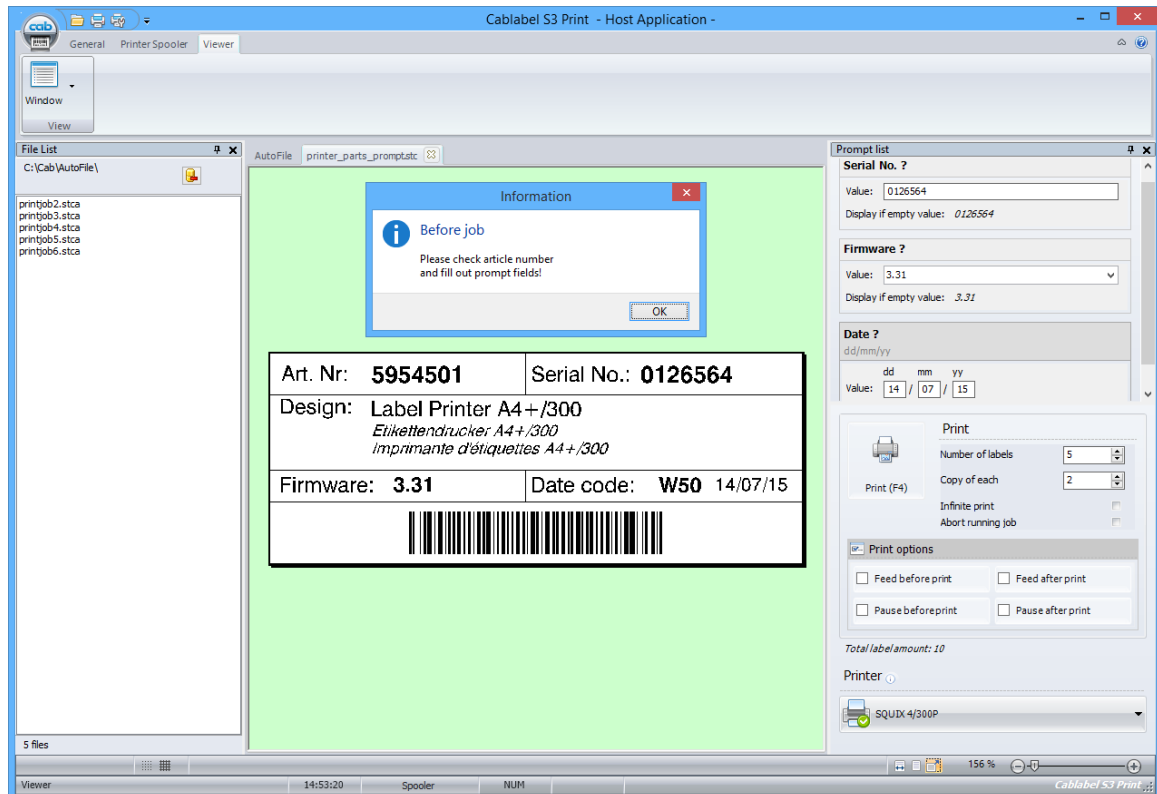 cab
Cablabel S3 Print - Host Application -
General Printer Spooler Viewer
Window
View
File List
C:\Cab\AutoFile\
printjob2.stca
printjob3.stca
printjob4.stca
printjob5.stca
printjob6.stca
5 files
AutoFile printer_parts_prompt.stc
Information
Before job
Please check article number
and fill out prompt fields!
OK
Art. Nr: 5954501 Serial No.: 0126564
Design: Label Printer A4+/300
Etikettendrucker A4+/300
Imprimante d'étiquettes A4+/300
Firmware: 3.31 Date code: W50 14/07/15
Prompt list
Serial No. ?
Value: 0126564
Display if empty value: 0126564
Firmware ?
Value: 3.31
Display if empty value: 3.31
Date ?
dd/mm/yy
dd mm yy
Value: 14 / 07 / 15
Print
Print (F4)
Number of labels 5
Copy of each 2
Infinite print
Abort running job
Print options
Feed before print Feed after print
Pause before print Pause after print
Total label amount: 10
Printer
SQUIX 4/300P
156 %
Viewer 14:53:20 Spooler NUM Cablabel S3 Print